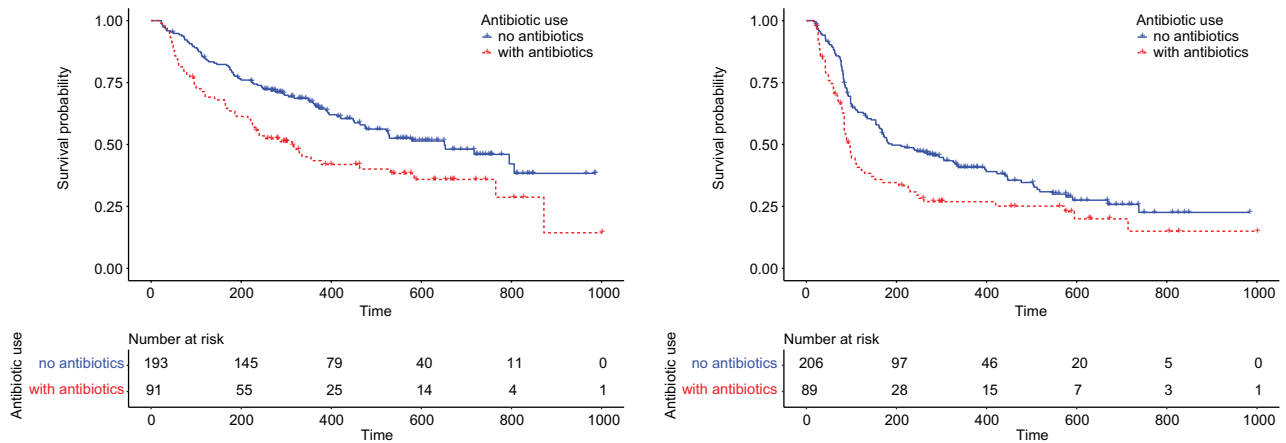 Antibiotic use
no antibiotics
with antibiotics
Survival probability
1.00
0.75
0.50
0.25
0.00
0 200 400 600 800 1000
Time
Number at risk
Antibiotic use
no antibiotics 193 145 79 40 11 0
with antibiotics 91 55 25 14 4 1
0 200 400 600 800 1000
Time
Antibiotic use
no antibiotics
with antibiotics
Survival probability
1.00
0.75
0.50
0.25
0.00
0 200 400 600 800 1000
Time
Number at risk
Antibiotic use
no antibiotics 206 97 46 20 5 0
with antibiotics 89 28 15 7 3 1
0 200 400 600 800 1000
Time